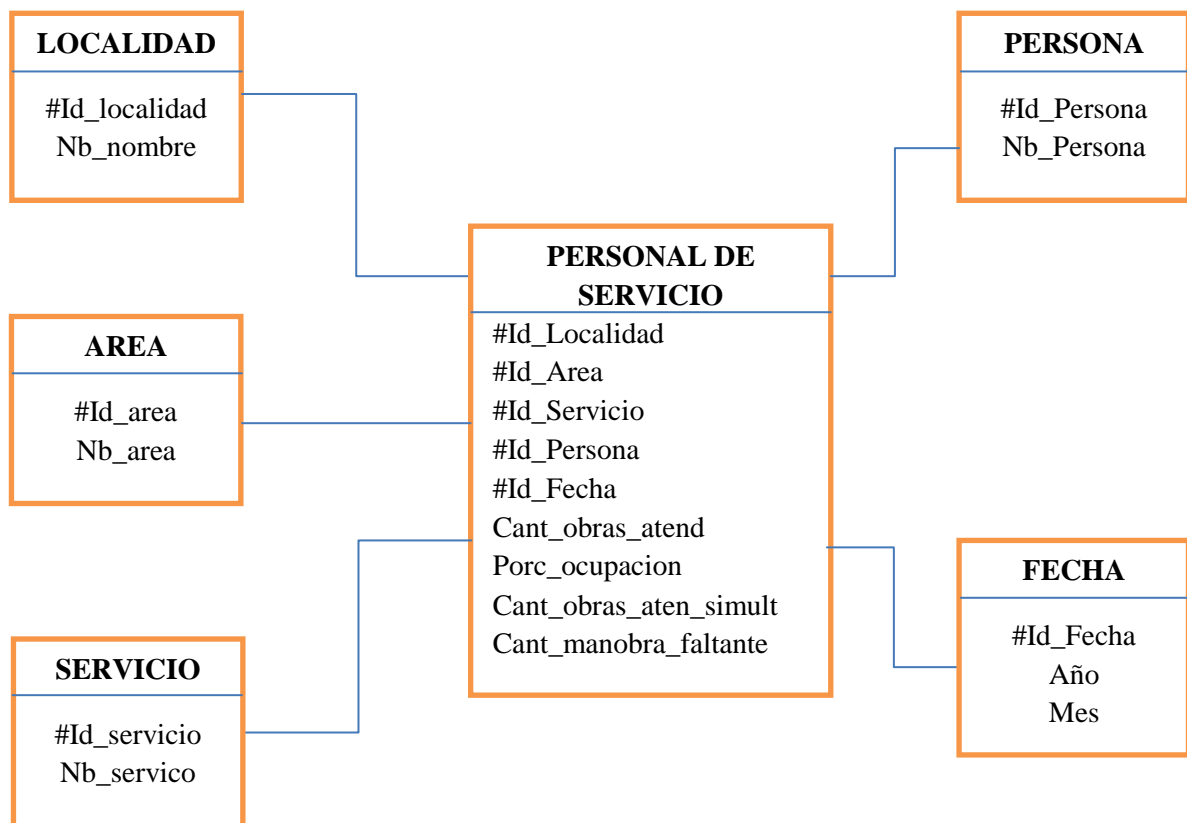 LOCALIDAD
#Id_localidad
Nb_nombre
PERSONA
#Id_Persona
Nb_Persona
PERSONAL DE
SERVICIO
#Id_Localidad
#Id_Area
#Id_Servicio
#Id_Persona
#Id_Fecha
Cant_obras_atend
Porc_ocupacion
Cant_obras_aten_simult
Cant_manobra_faltante
AREA
#Id_area
Nb_area
FECHA
#Id_Fecha
Año
Mes
SERVICIO
#Id_servicio
Nb_servico